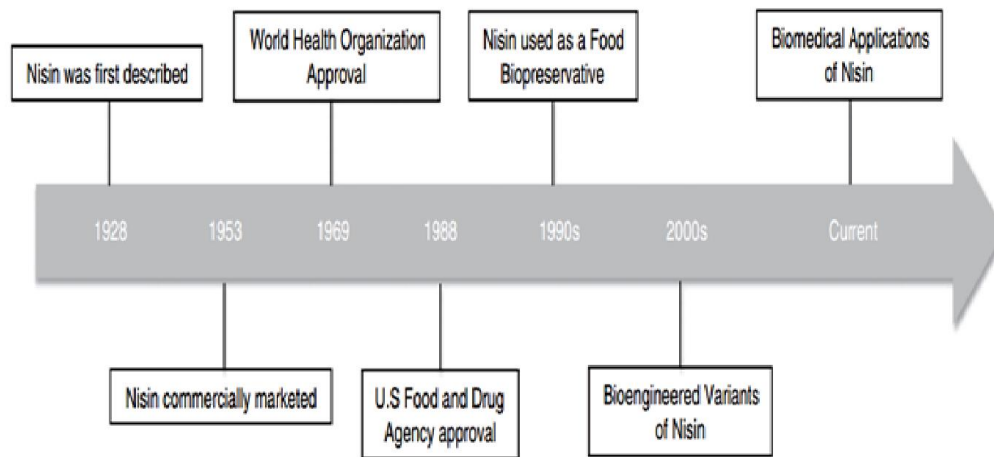 World Health Organization
Approval
Nisin used as a Food
Biopreservative
Biomedical Applications
of Nisin
Nisin was first described
1928
1953
1969
1988
1990s
2000s
Current
Nisin commercially marketed
U.S Food and Drug
Agency approval
Bioengineered Variants
of Nisin